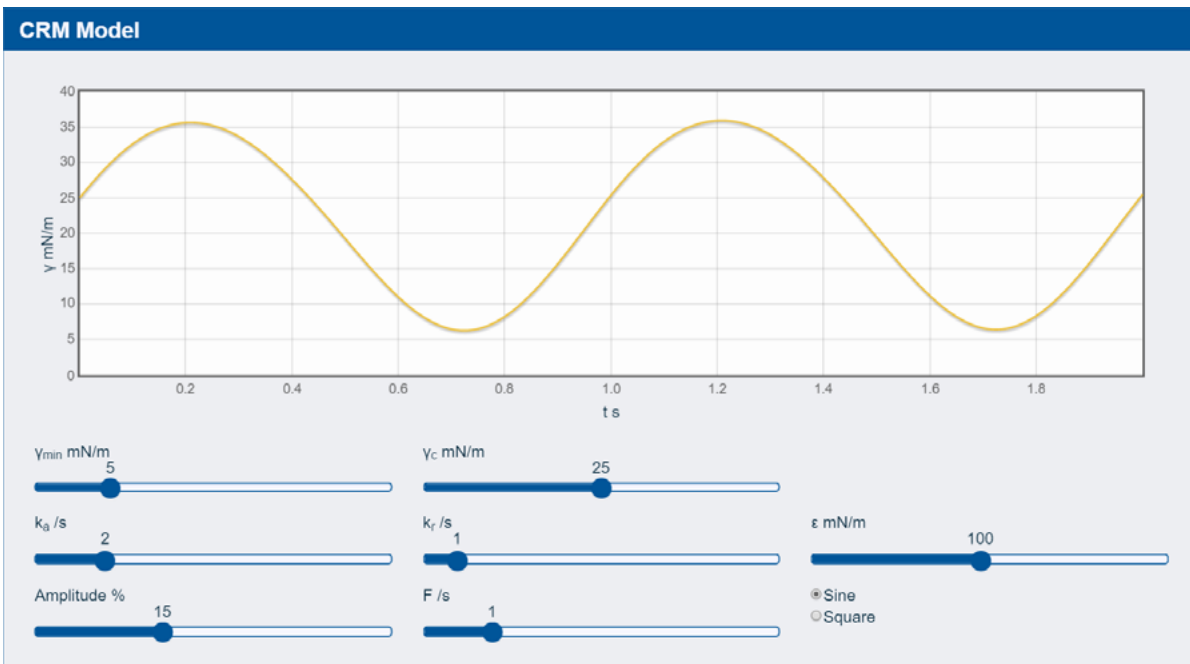 CRM Model
40
35
30
25
20
15
10
5
0
γ mN/m
0.2 0.4 0.6 0.8 1.0 1.2 1.4 1.6 1.8
t s
γmin mN/m γc mN/m
5 25
ka /s kr /s ε mN/m
2 1 100
Amplitude % F /s Sine
15 1 Square